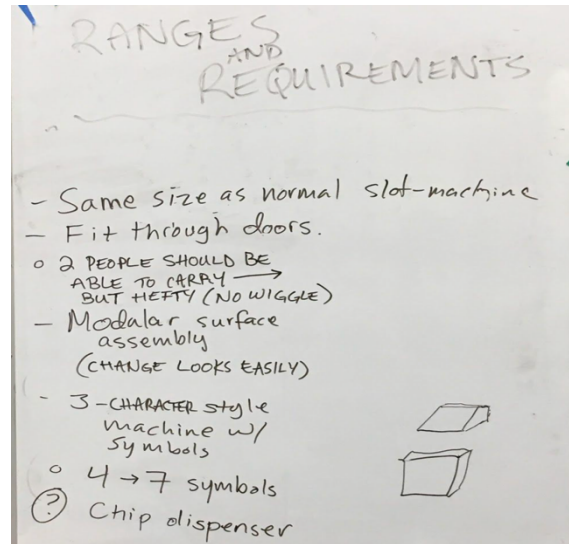 RANGES
AND
REQUIREMENTS
- Same size as normal slot-machine
- Fit through doors.
o 2 PEOPLE SHOULD BE
ABLE TO CARRY →
BUT HEFTY (NO WIGGLE)
- Modular surface
assembly
(CHANGE LOOKS EASILY)
- 3-CHARACTER style
machine w/
symbols
o 4 → 7 symbols
? Chip dispenser